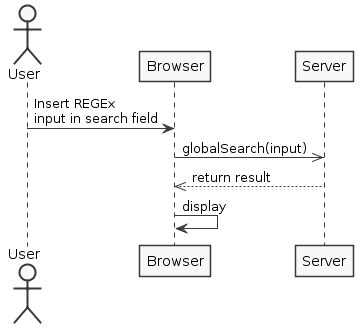 User
Browser
Server
Insert REGEx
input in search field
globalSearch(input)
return result
display
User
Browser
Server